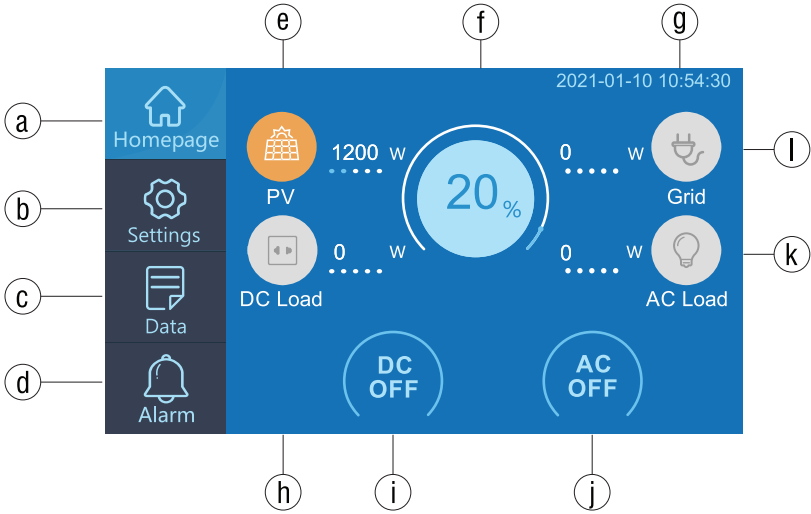 e
f
g
2021-01-10 10:54:30
a
Homepage
1200 W
0 W
l
PV
20 %
Grid
b
Settings
0 W
0 W
k
DC Load
AC Load
c
Data
DC
OFF
AC
OFF
d
Alarm
h
i
j